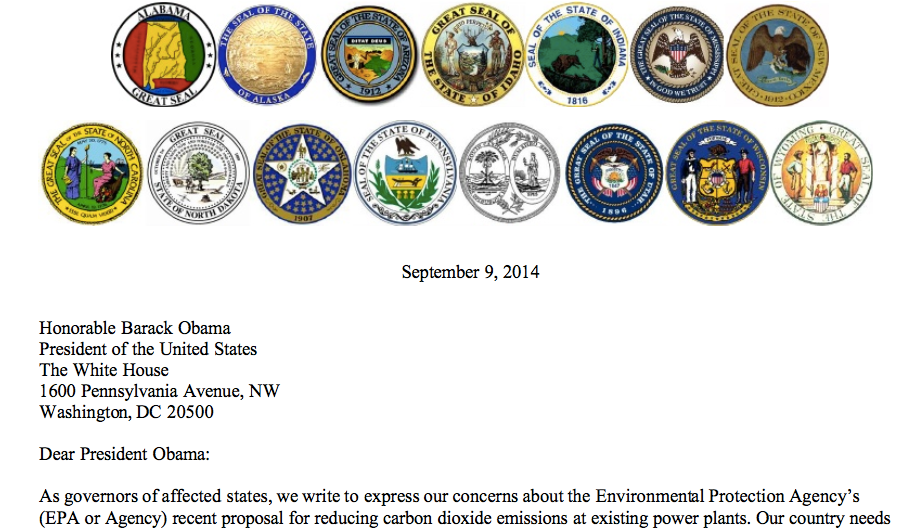 ALABAMA
GREAT SEAL
THE SEAL OF THE STATE
OF ALASKA
GREAT SEAL OF THE STATE OF ARIZONA
DITAT DEUS
1912
GREAT SEAL OF
THE STATE OF IDAHO
SEAL OF THE STATE OF INDIANA
1816
THE GREAT SEAL OF THE STATE OF MISSISSIPPI
IN GOD WE TRUST
GREAT SEAL OF THE STATE OF NEW MEXICO
1912
THE GREAT SEAL OF THE STATE OF NORTH CAROLINA
ESSE QUAM VIDERI
GREAT SEAL
STATE OF NORTH DAKOTA
GREAT SEAL OF THE STATE OF OKLAHOMA
1907
SEAL OF THE STATE OF PENNSYLVANIA
THE GREAT SEAL OF THE STATE OF UTAH
1896
GREAT SEAL OF THE STATE OF WISCONSIN
GREAT SEAL OF THE STATE OF WYOMING
September 9, 2014
Honorable Barack Obama
President of the United States
The White House
1600 Pennsylvania Avenue, NW
Washington, DC 20500
Dear President Obama:
As governors of affected states, we write to express our concerns about the Environmental Protection Agency's
(EPA or Agency) recent proposal for reducing carbon dioxide emissions at existing power plants. Our country needs